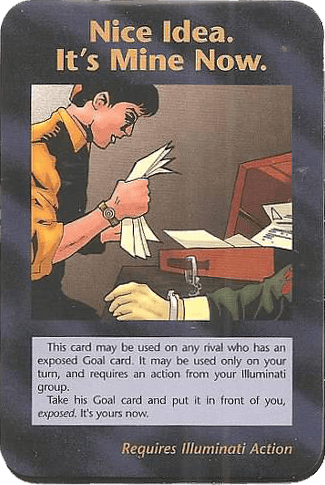 Nice Idea.
It's Mine Now.
This card may be used on any rival who has an
exposed Goal card. It may be used only on your
turn, and requires an action from your Illuminati
group.
Take his Goal card and put it in front of you,
exposed. It's yours now.
Requires Illuminati Action